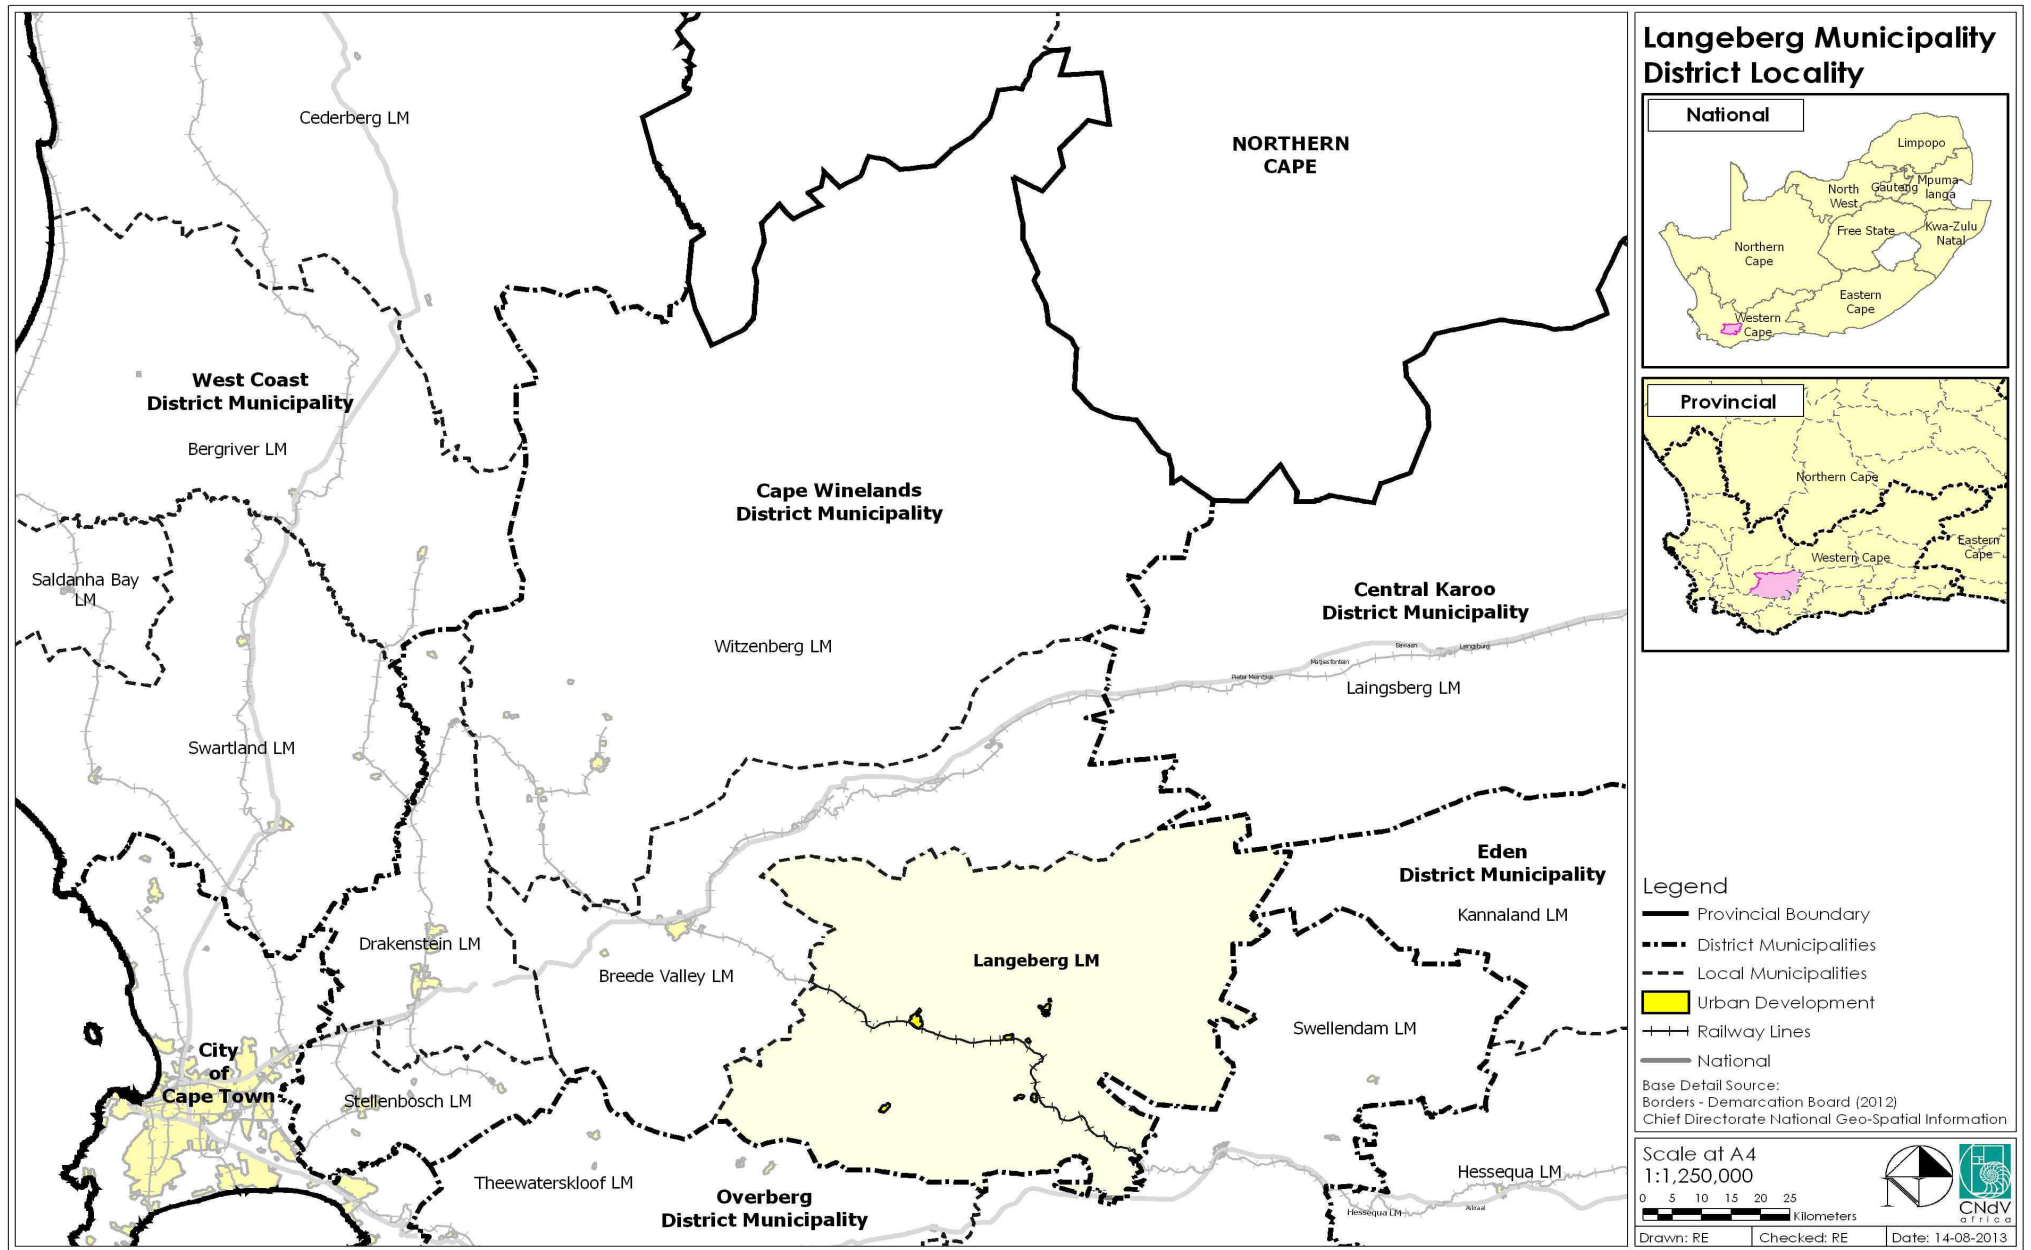 Langeberg Municipality
District Locality
National
Limpopo
North
West
Gauteng
Mpuma-
langa
Free State
Kwa-Zulu
Natal
Northern
Cape
Eastern
Cape
Western
Cape
Provincial
Northern Cape
Western Cape
Eastern
Cape
Legend
Provincial Boundary
District Municipalities
Local Municipalities
Urban Development
Railway Lines
National
Base Detail Source:
Borders - Demarcation Board (2012)
Chief Directorate National Geo-Spatial Information
Scale at A4
1:1,250,000
0 5 10 15 20 25
Kilometers
N
CNdV
africa
Drawn: RE
Checked: RE
Date: 14-08-2013
Cederberg LM
NORTHERN
CAPE
West Coast
District Municipality
Bergriver LM
Cape Winelands
District Municipality
Saldanha Bay
LM
Central Karoo
District Municipality
Witzenberg LM
Baviaan
Laingsburg
Matjiesfontein
Pieter Meintjies
Laingsberg LM
Swartland LM
Eden
District Municipality
Kannaland LM
Drakenstein LM
Breede Valley LM
Langeberg LM
Swellendam LM
City
of
Cape Town
Stellenbosch LM
Theewaterskloof LM
Overberg
District Municipality
Hessequa LM
Hessequa LM
Askraal